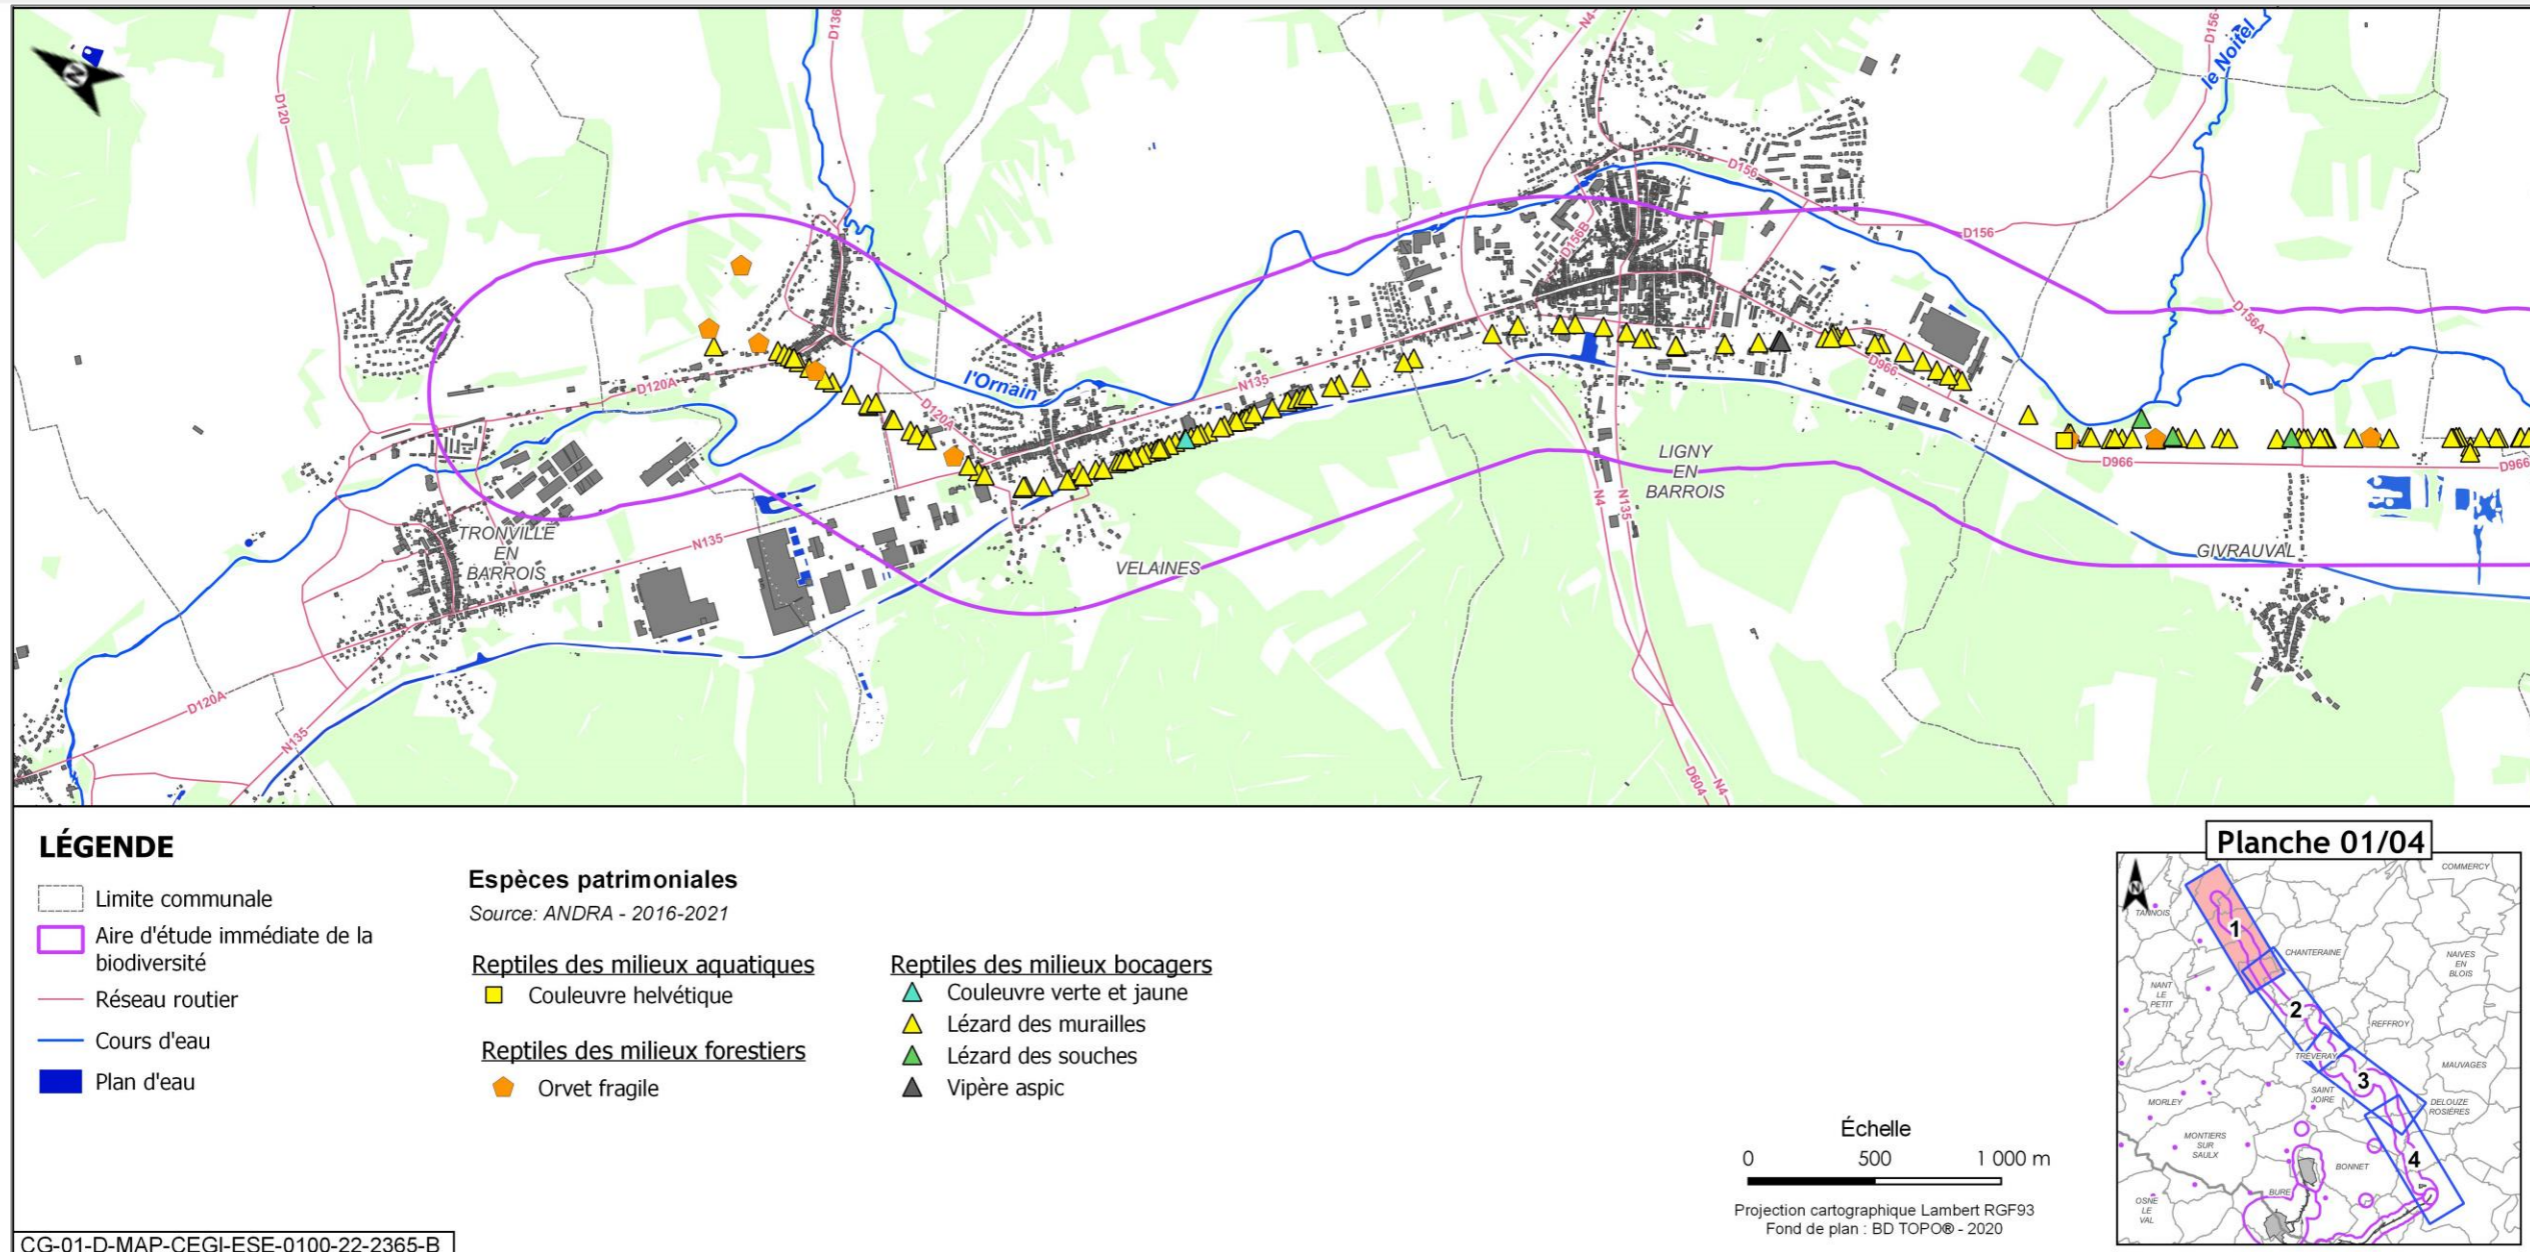 D136
N4
D156
le Noitel
N
D120
D156
D156B
D156
D156A
l'Ornain
N135
D120A
D120A
D966
D966
D966
LIGNY
EN
BARROIS
N4
N135
TRONVILLE
EN
BARROIS
N135
VELAINES
GIVRAUVAL
D120A
N135
D604
N4
LÉGENDE
Limite communale
Aire d'étude immédiate de la
biodiversité
Réseau routier
Cours d'eau
Plan d'eau
Espèces patrimoniales
Source: ANDRA - 2016-2021
Reptiles des milieux aquatiques
Couleuvre helvétique
Reptiles des milieux forestiers
Orvet fragile
Reptiles des milieux bocagers
Couleuvre verte et jaune
Lézard des murailles
Lézard des souches
Vipère aspic
Échelle
0 500 1 000 m
Projection cartographique Lambert RGF93
Fond de plan : BD TOPO® - 2020
Planche 01/04
N
COMMERCY
TANNOIS
1
CHANTERAINE
NAIVES
EN
BLOIS
NANT
LE
PETIT
2
REFFROY
TRÉVERAY
MAUVAGES
3
SAINT
JOIRE
MORLEY
DELOUZE
ROSIÈRES
MONTIERS
SUR
SAULX
4
BONNET
BURE
OSNE
LE
VAL
CG-01-D-MAP-CEGI-ESE-0100-22-2365-B